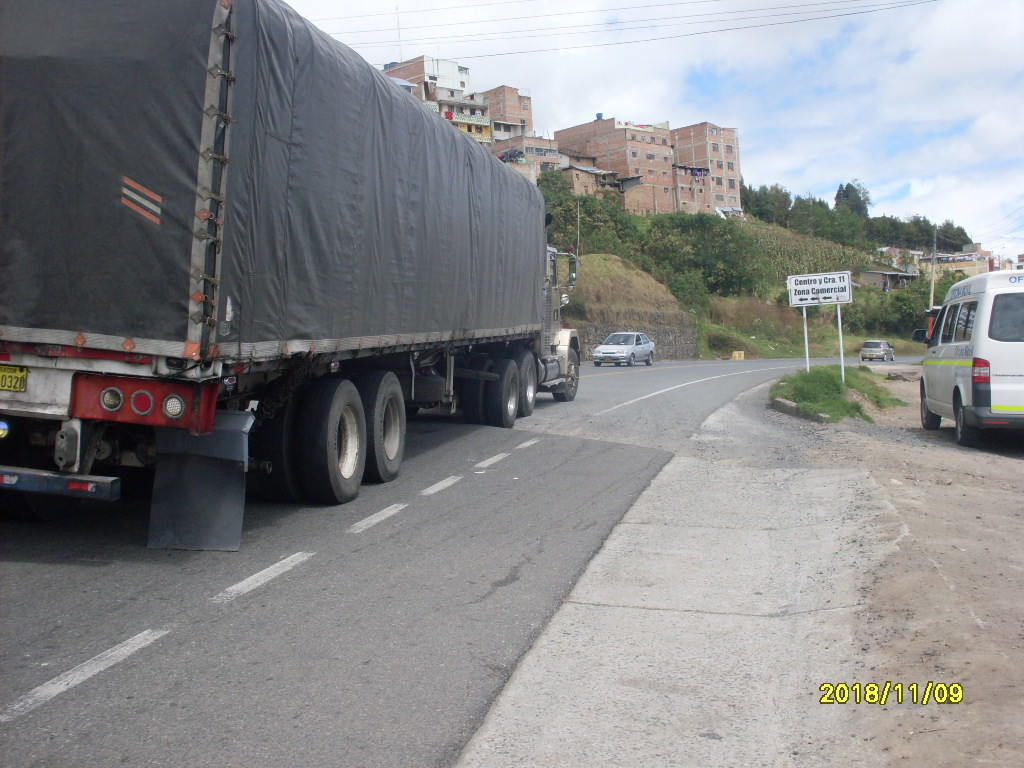 Centro y Cra. 11
Zona Comercial
OF
0320
2018/11/09